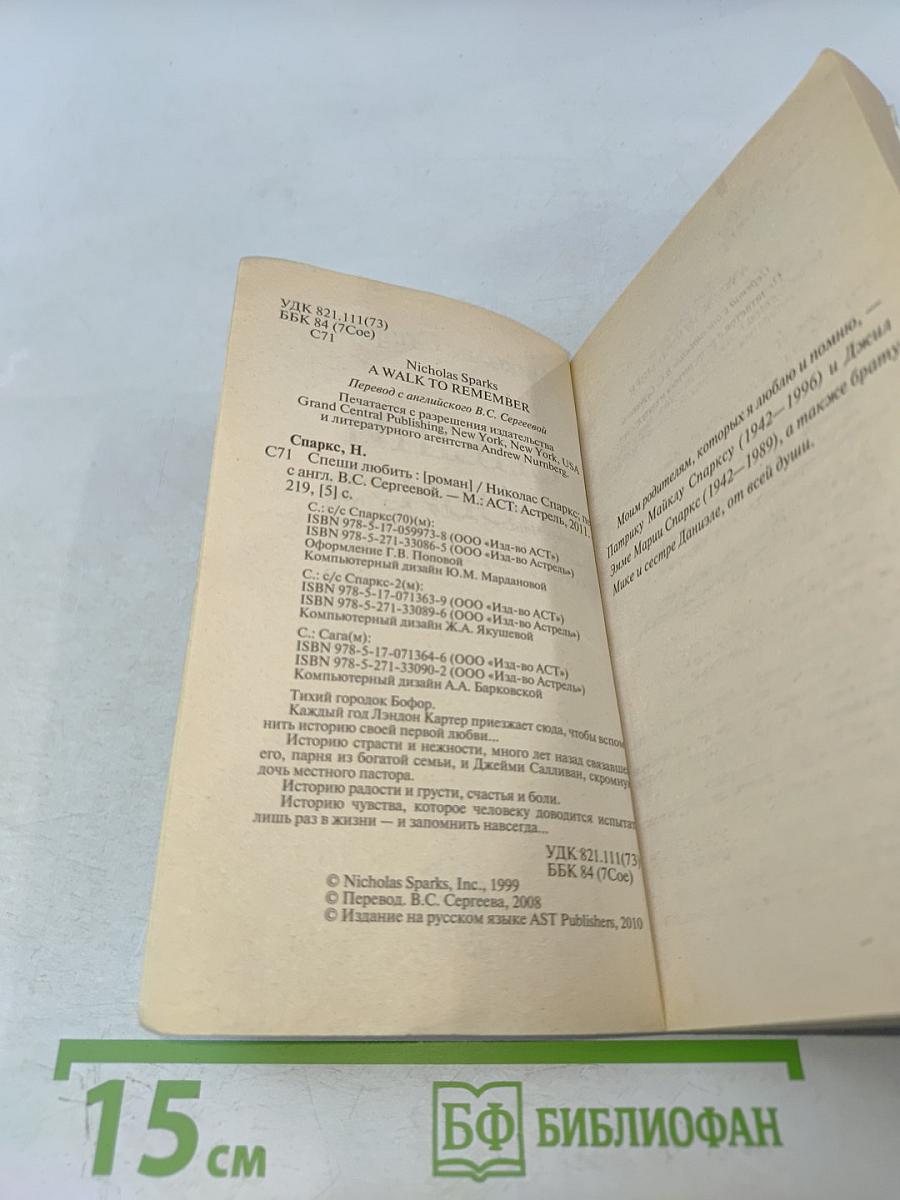 УДК 821.111(73)
ББК 84 (7Сое)
С71
Nicholas Sparks
A WALK TO REMEMBER
Перевод с английского В.С. Сергеевой
Печатается с разрешения издательства
Grand Central Publishing, New York, New York, USA
и литературного агентства Andrew Nurnberg.
Спаркс, Н.
С71 Спеши любить : [роман] / Николас Спаркс; пе
с англ. В.С. Сергеевой. — М.: АСТ: Астрель, 2011.
219, [5] с.
С.: с/с Спаркс(70)(м):
ISBN 978-5-17-059973-8 (ООО «Изд-во АСТ»)
ISBN 978-5-271-33086-5 (ООО «Изд-во Астрель»)
Оформление Г.В. Поповой
Компьютерный дизайн Ю.М. Мардановой
С.: с/с Спаркс-2(м):
ISBN 978-5-17-071363-9 (ООО «Изд-во АСТ»)
ISBN 978-5-271-33089-6 (ООО «Изд-во Астрель»)
Компьютерный дизайн Ж.А. Якушевой
С.: Сага(м):
ISBN 978-5-17-071364-6 (ООО «Изд-во АСТ»)
ISBN 978-5-271-33090-2 (ООО «Изд-во Астрель»)
Компьютерный дизайн А.А. Барковской
Тихий городок Бофор.
Каждый год Лэндон Картер приезжает сюда, чтобы вспом
нить историю своей первой любви...
Историю страсти и нежности, много лет назад связавше
его, парня из богатой семьи, и Джейми Салливан, скромну
дочь местного пастора.
Историю радости и грусти, счастья и боли.
Историю чувства, которое человеку доводится испытат
лишь раз в жизни — и запомнить навсегда...
УДК 821.111(73)
ББК 84 (7Сое)
© Nicholas Sparks, Inc., 1999
© Перевод. В.С. Сергеева, 2008
© Издание на русском языке AST Publishers, 2010
Моим родителям, которых я люблю и помню, —
Патрику Майклу Спарксу (1942—1996) и Джил
Эмме Марии Спаркс (1942—1989), а также брату
Мике и сестре Даниэле, от всей души.
15 см
БФ БИБЛИОФАН